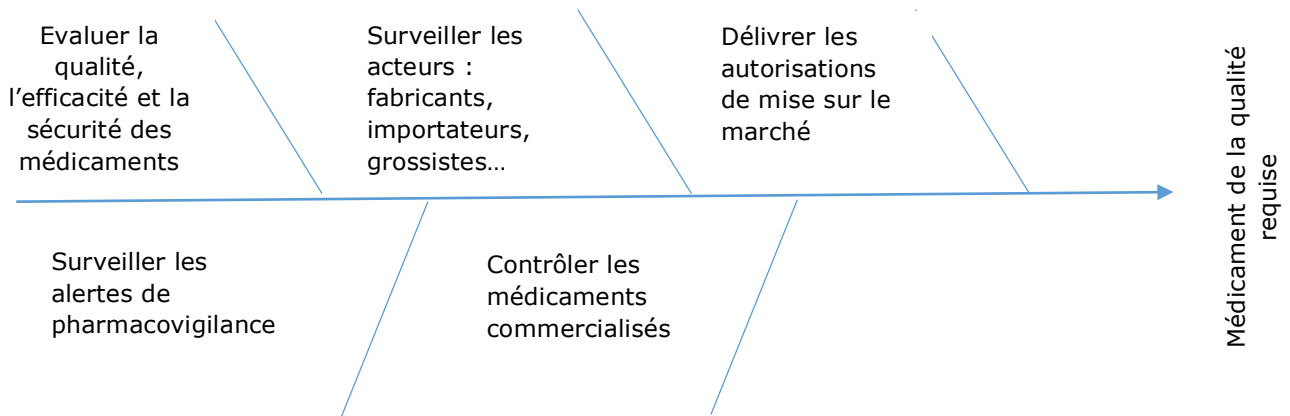 Evaluer la
qualité,
l’efficacité et la
sécurité des
médicaments
Surveiller les
acteurs :
fabricants,
importateurs,
grossistes…
Délivrer les
autorisations
de mise sur le
marché
Surveiller les
alertes de
pharmacovigilance
Contrôler les
médicaments
commercialisés
Médicament de la qualité
requise